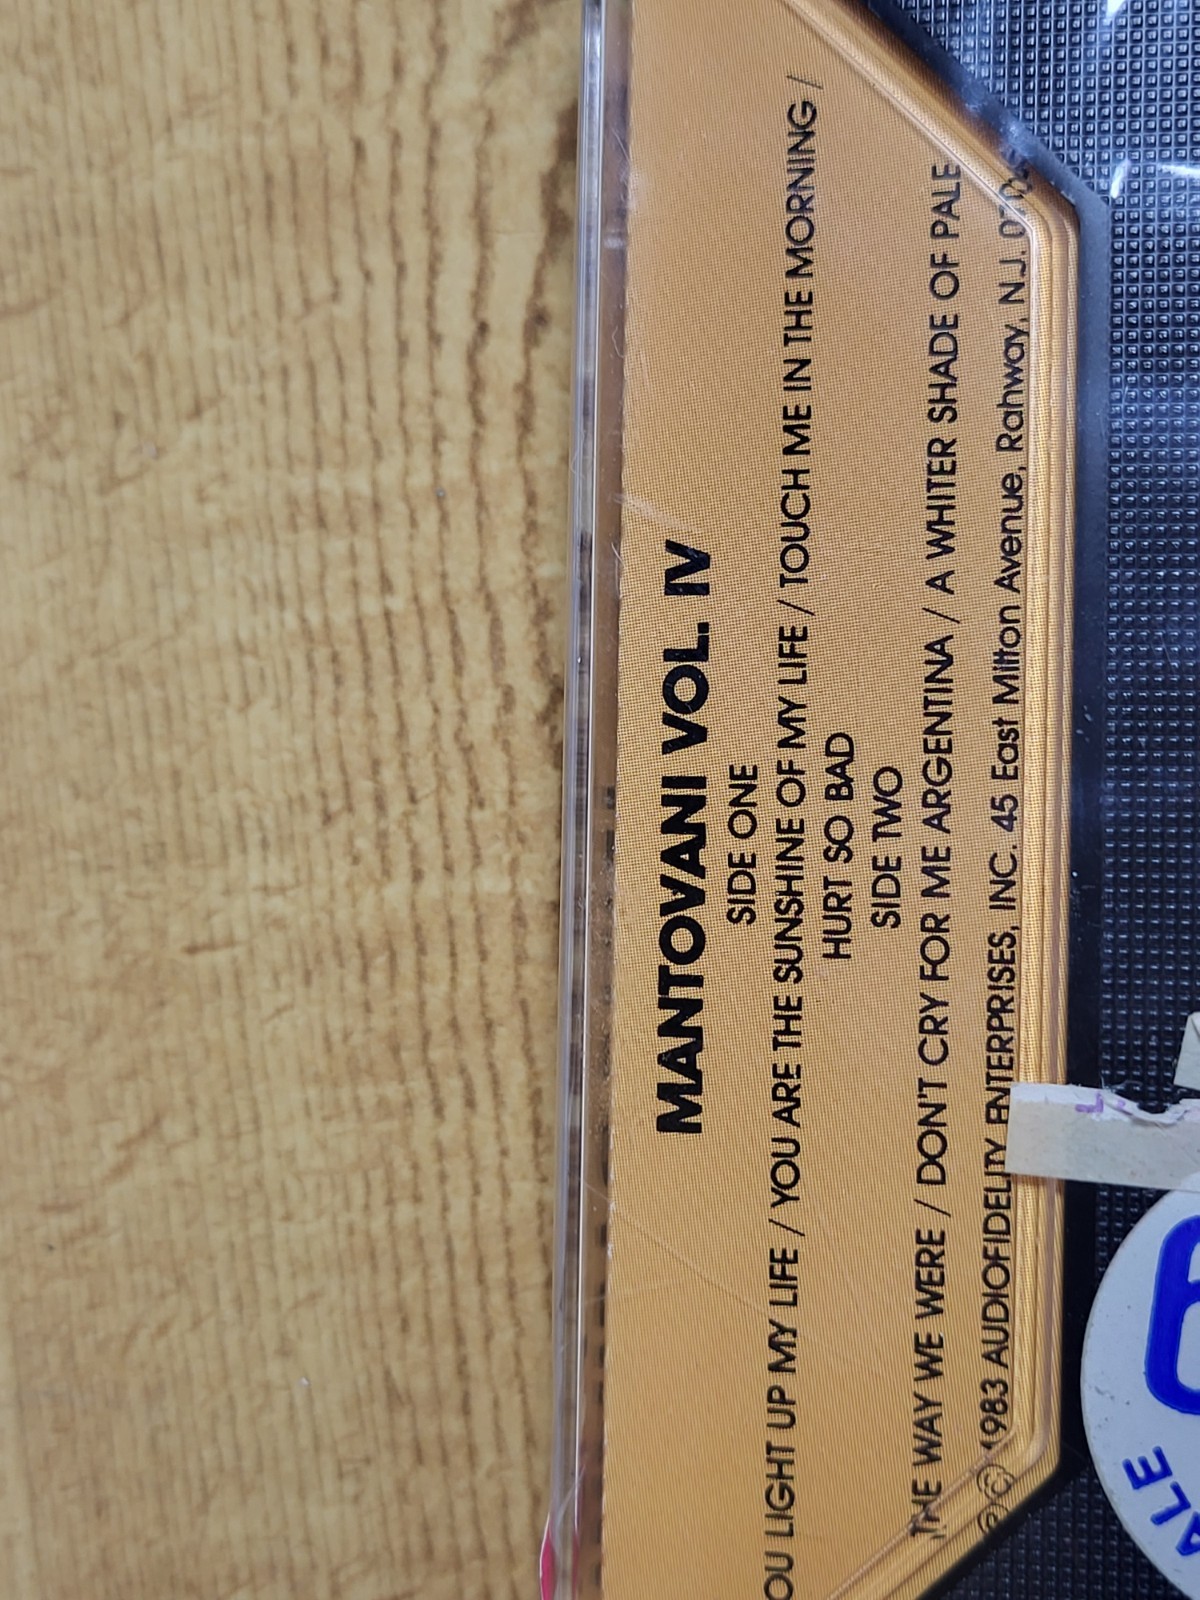 MANTOVANI VOL. IV
SIDE ONE
OU LIGHT UP MY LIFE / YOU ARE THE SUNSHINE OF MY LIFE / TOUCH ME IN THE MORNING /
HURT SO BAD
SIDE TWO
THE WAY WE WERE / DON'T CRY FOR ME ARGENTINA / A WHITER SHADE OF PALE
℗© 1983 AUDIOFIDELITY ENTERPRISES, INC. 45 East Milton Avenue, Rahway, N.J.
ALE